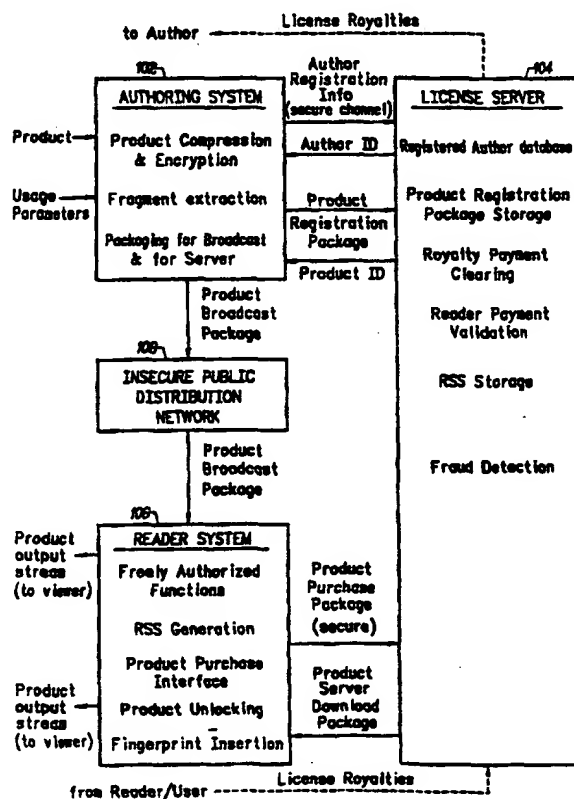 License Royalties
to Author
102
AUTHORING SYSTEM
Product Compression
& Encryption
Fragment extraction
Packaging for Broadcast
& for Server
Product
Usage
Parameters
Author
Registration
Info
(secure channel)
Author ID
Product
Registration
Package
Product ID
104
LICENSE SERVER
Registered Author database
Product Registration
Package Storage
Royalty Payment
Clearing
Reader Payment
Validation
RSS Storage
Fraud Detection
Product
Broadcast
Package
108
INSECURE PUBLIC
DISTRIBUTION
NETWORK
Product
Broadcast
Package
106
READER SYSTEM
Freely Authorized
Functions
RSS Generation
Product Purchase
Interface
Product Unlocking
Fingerprint Insertion
Product
output
stream
(to viewer)
Product
output
stream
(to viewer)
Product
Purchase
Package
(secure)
Product
Server
Download
Package
License Royalties
from Reader/User